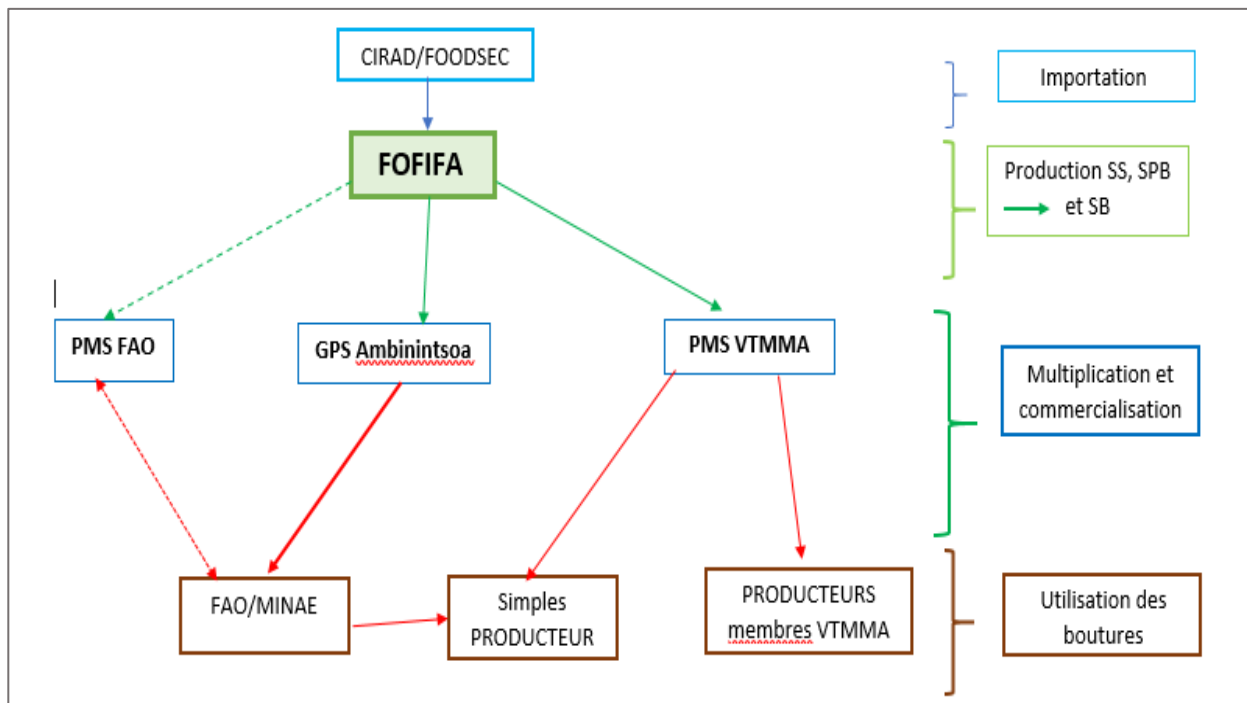 CIRAD/FOODSEC
Importation
FOFIFA
Production SS, SPB
et SB
PMS FAO
GPS Ambinintsoa
PMS VTMMA
Multiplication et
commercialisation
FAO/MINAE
Simples
PRODUCTEUR
PRODUCTEURS
membres VTMMA
Utilisation des
boutures